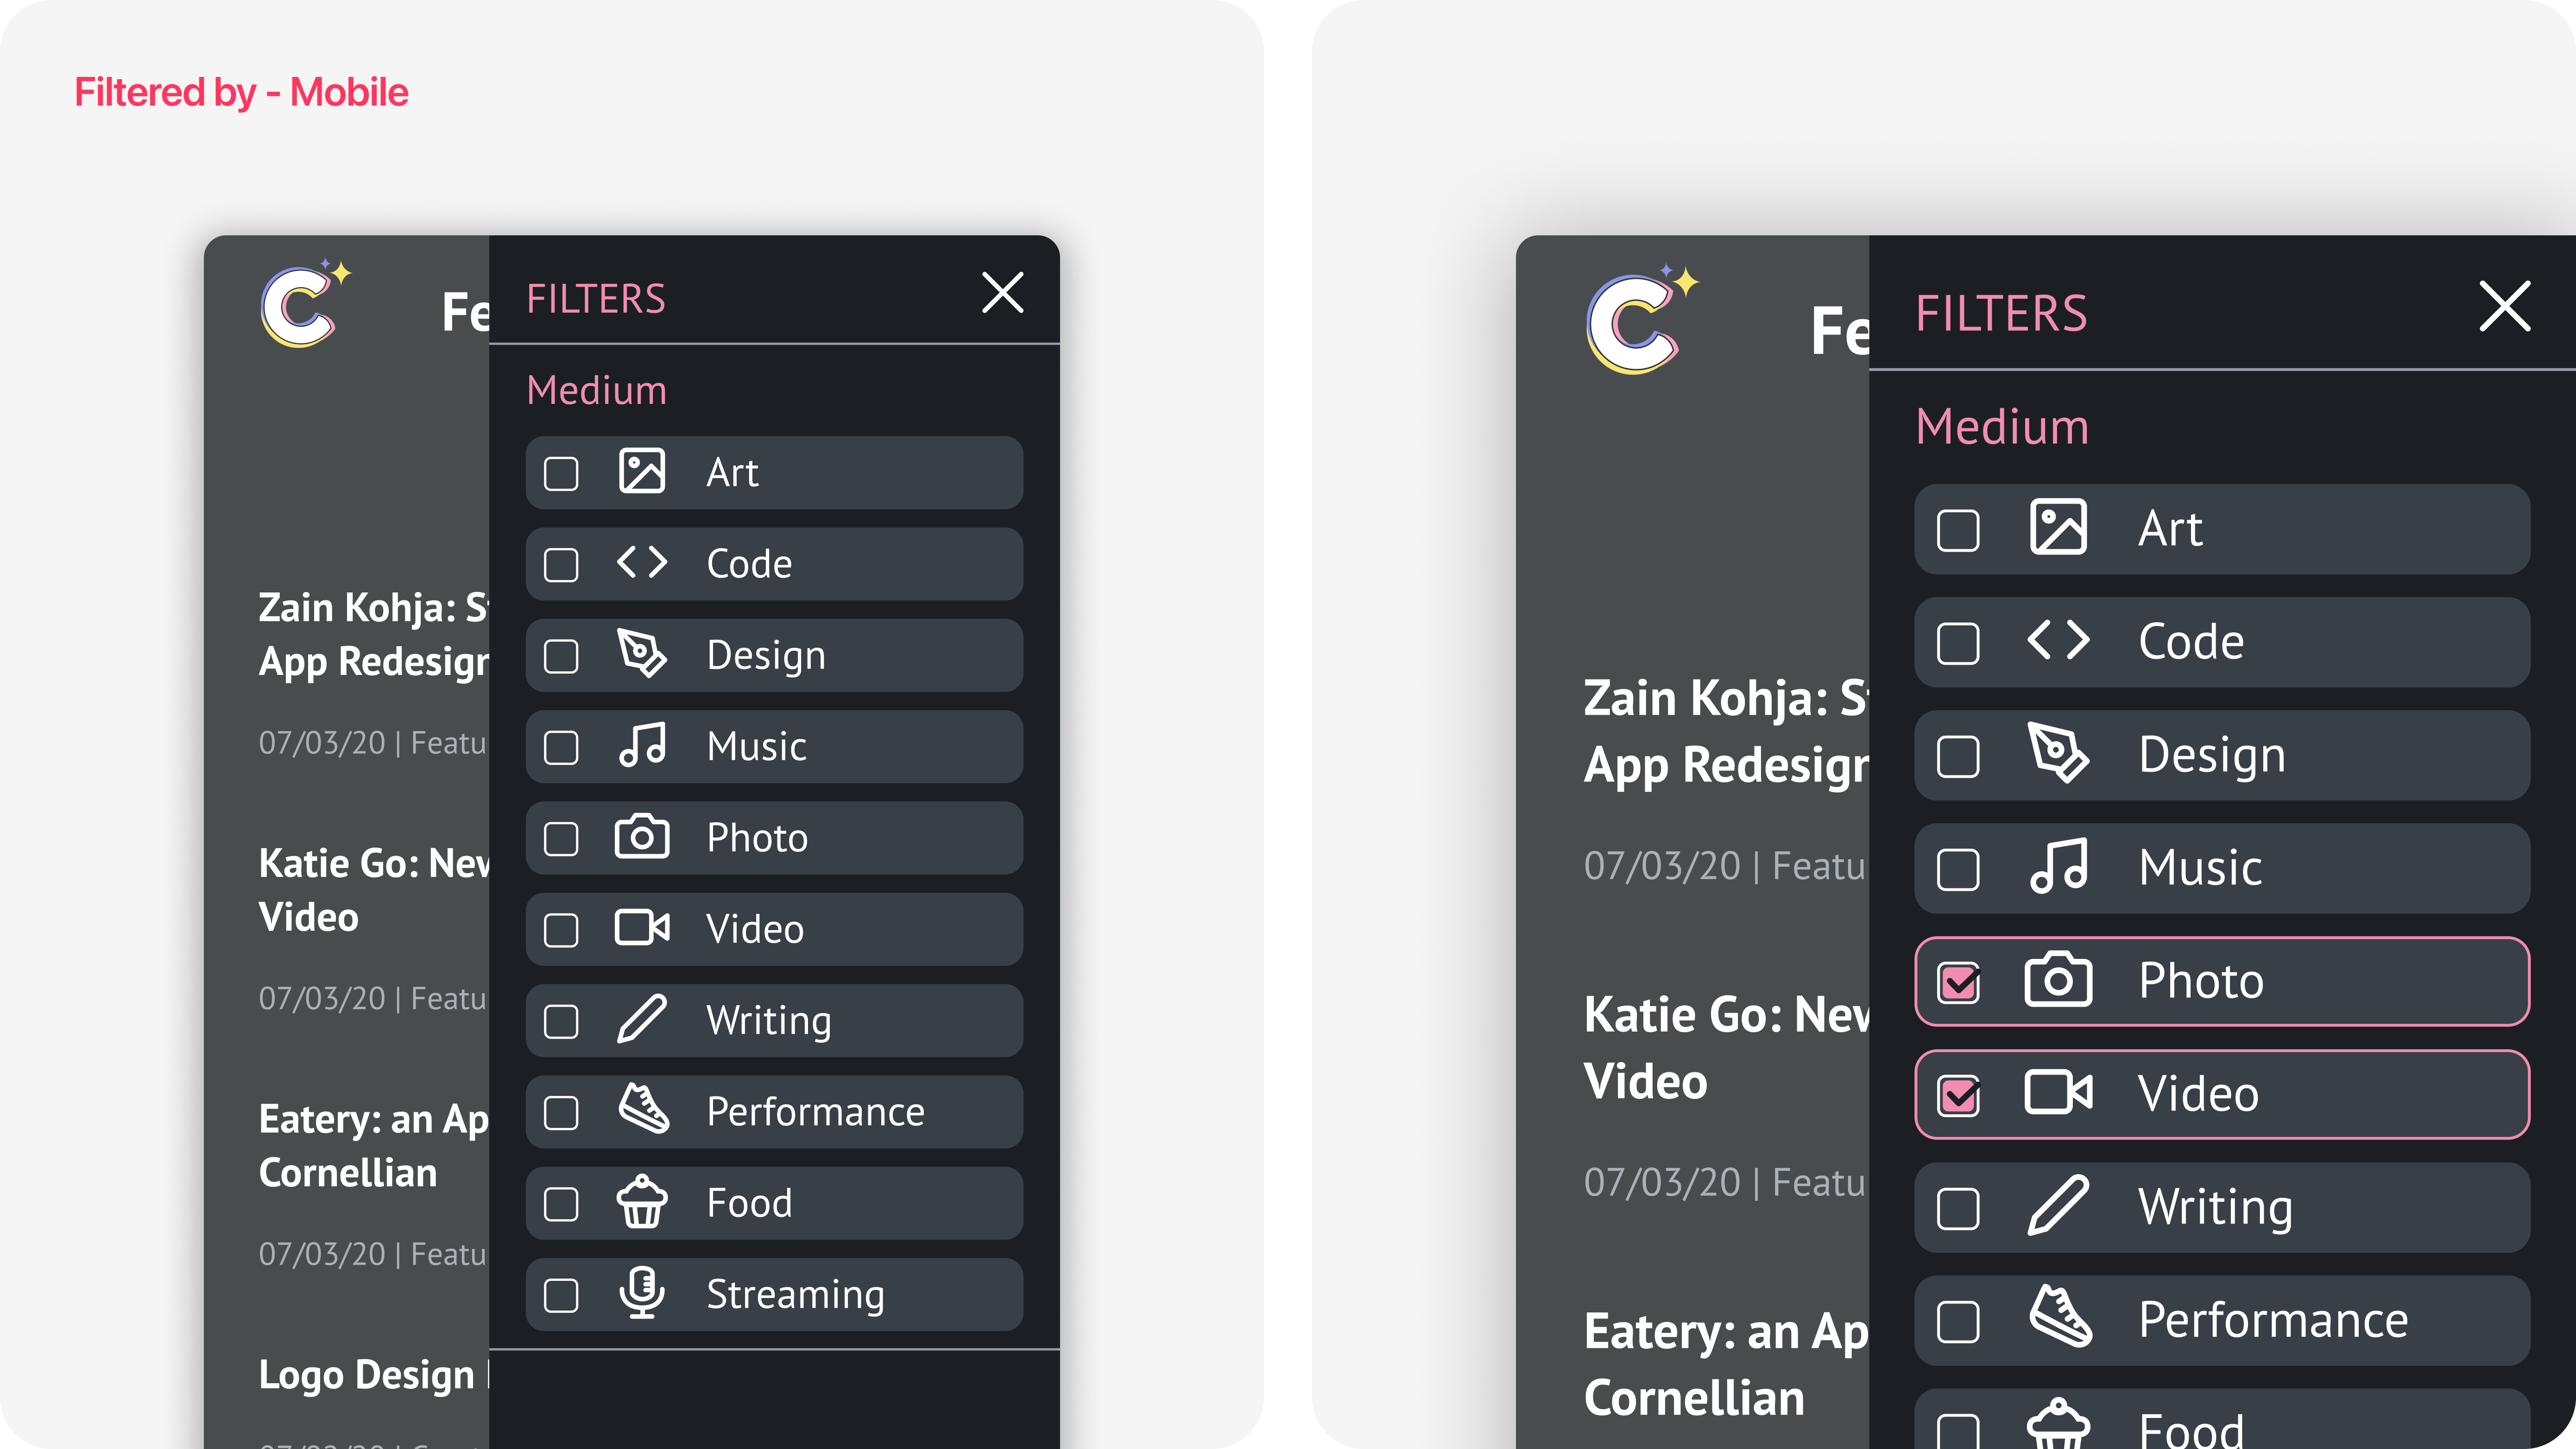 Filtered by - Mobile
Fe
FILTERS
Medium
Art
Code
Design
Music
Photo
Video
Writing
Performance
Food
Streaming
Zain Kohja: S
App Redesign
07/03/20 | Featu
Katie Go: New
Video
07/03/20 | Featu
Eatery: an Ap
Cornellian
07/03/20 | Featu
Logo Design
Fe
FILTERS
Medium
Art
Code
Design
Music
Photo
Video
Writing
Performance
Food
Zain Kohja: S
App Redesign
07/03/20 | Featu
Katie Go: New
Video
07/03/20 | Featu
Eatery: an Ap
Cornellian